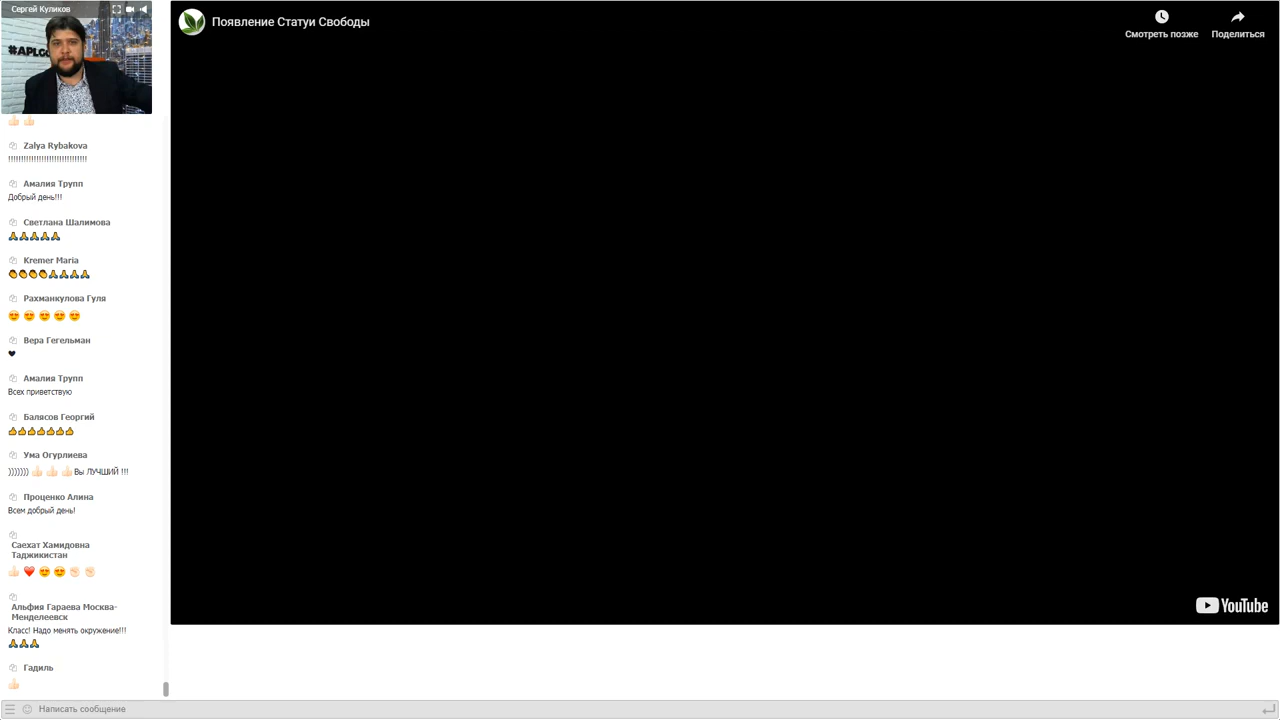 Сергей Куликов
#APLGO
Zalya Rybakova
!!!!!!!!!!!!!!!!!!!!!!!!!!!!!!!!
Амалия Трупп
Добрый день!!!
Светлана Шалимова
🙏🙏🙏🙏🙏
Kremer Maria
👏👏👏👏🙏🙏🙏🙏
Рахманкулова Гуля
😍 😍 😍 😍 😍
Вера Гегельман
🖤
Амалия Трупп
Всех приветствую
Балясов Георгий
👍👍👍👍👍👍👍
Ума Огурлиева
))))))) 👍🏻 👍🏻 👍🏻 Вы ЛУЧШИЙ !!!
Проценко Алина
Всем добрый день!
Саехат Хамидовна
Таджикистан
Альфия Гараева Москва-
Менделеевск
Класс! Надо менять окружение!!!
🙏🙏🙏
Гадиль
👍🏻
Написать сообщение
Появление Статуи Свободы
Смотреть позже
Поделиться
YouTube